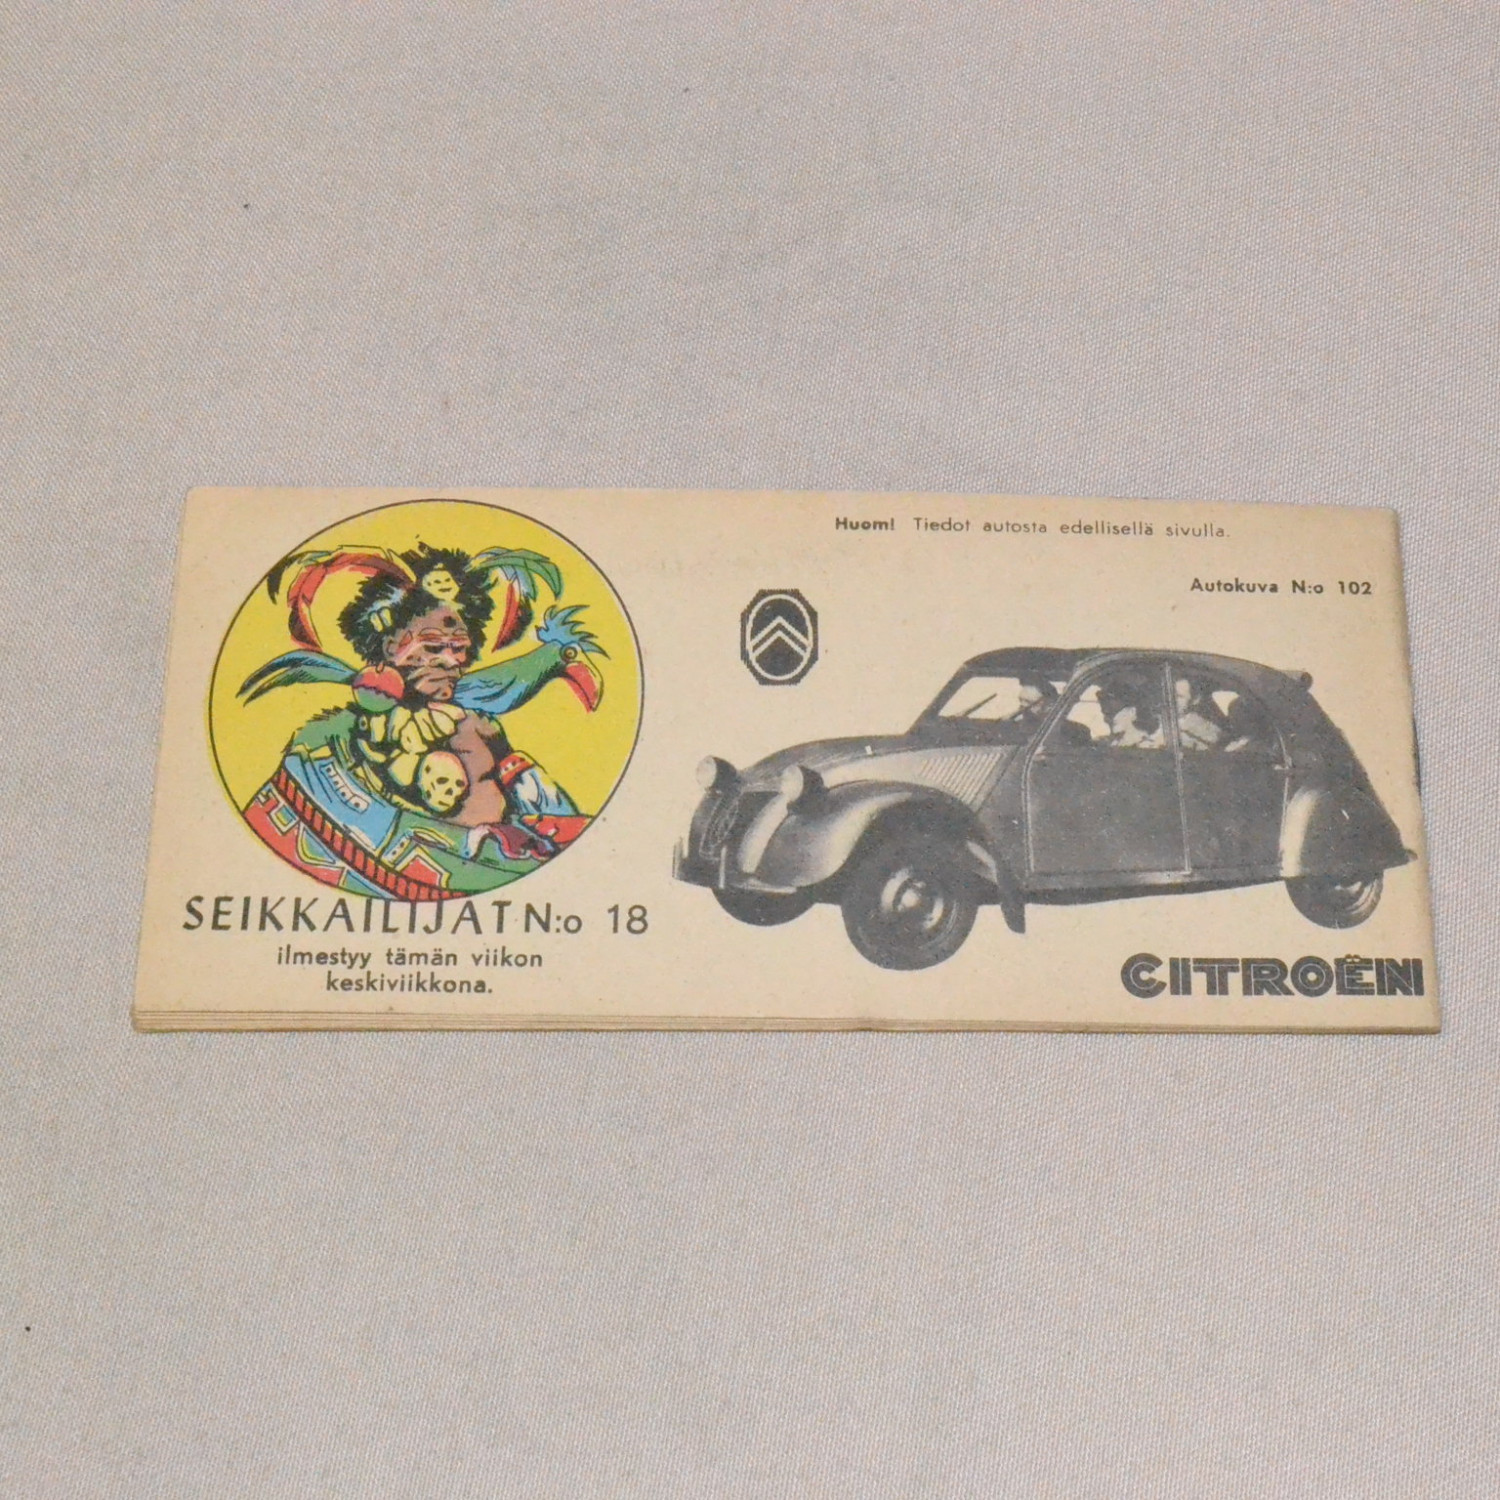 Huom! Tiedot autosta edellisellä sivulla.
Autokuva N:o 102
SEIKKAILIJAT N:o 18
ilmestyy tämän viikon
keskiviikkona.
CITROËN